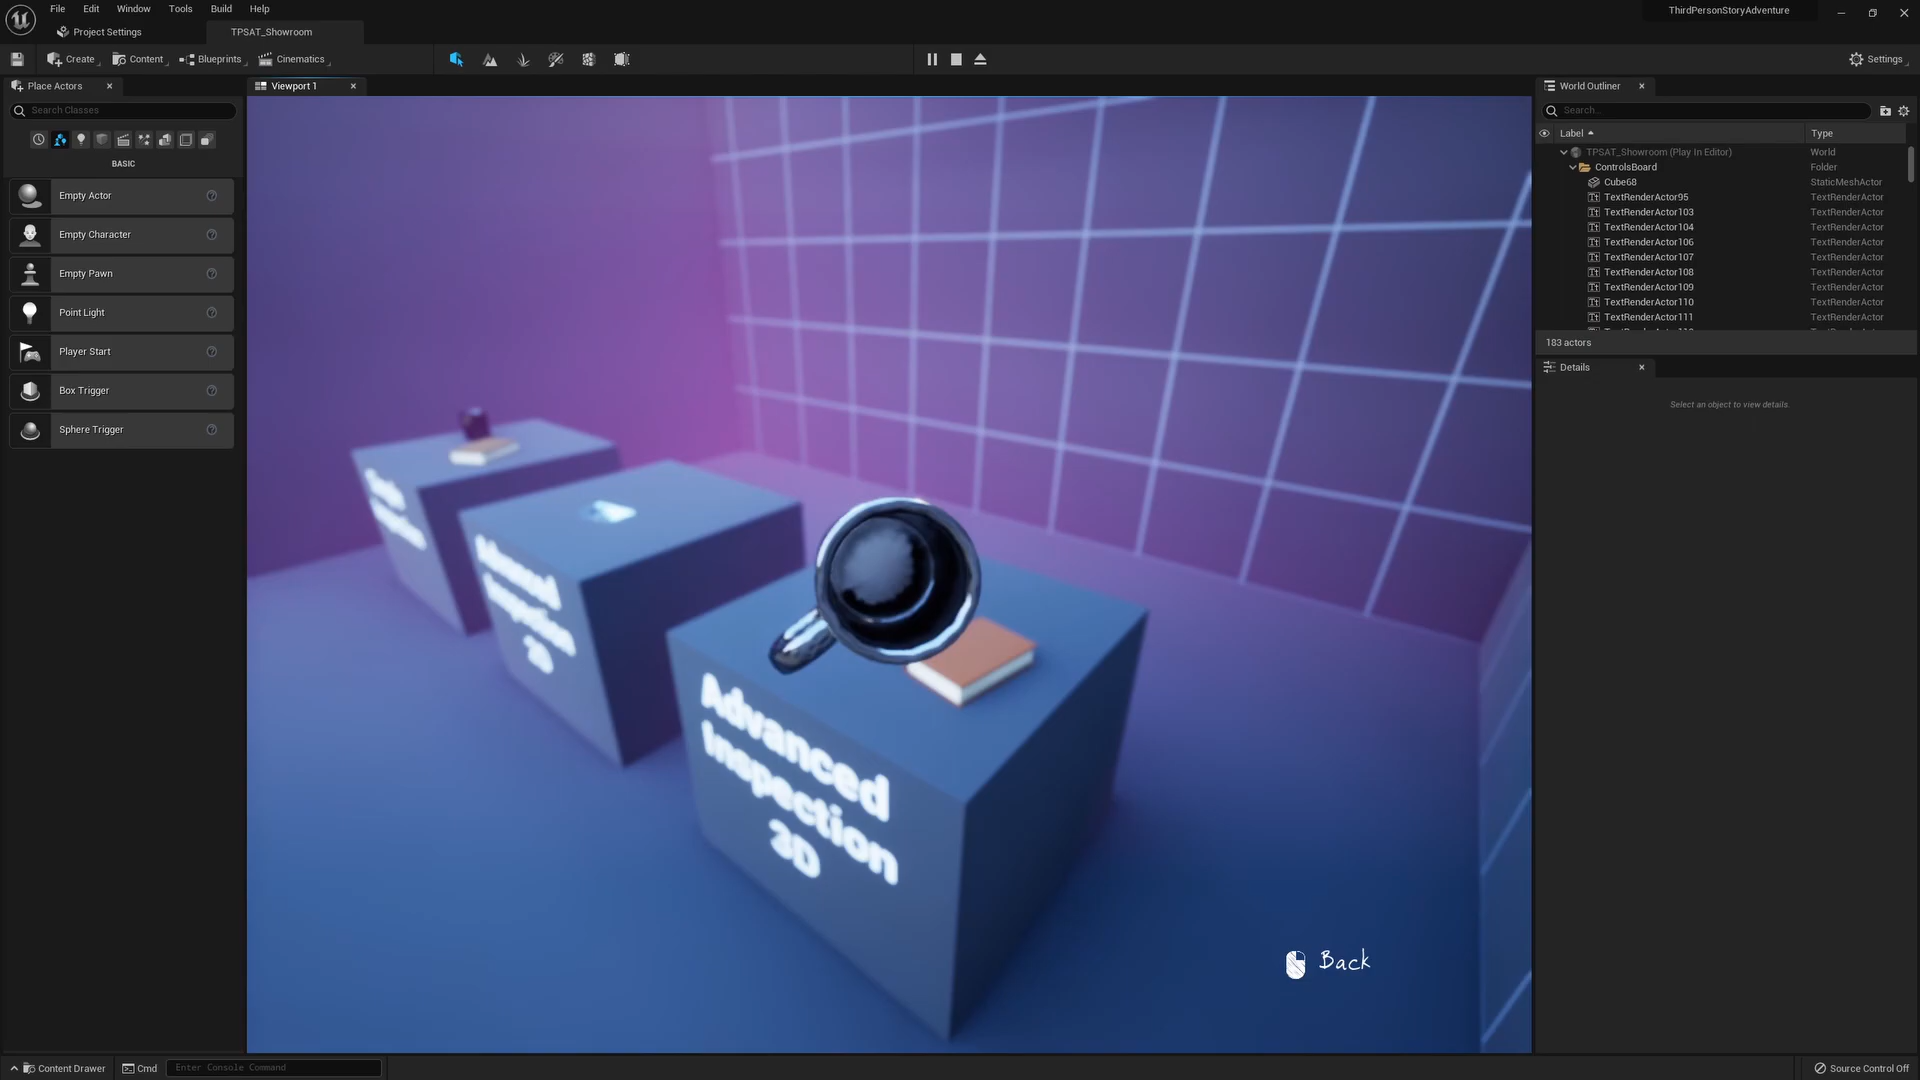 File Edit Window Tools Build Help
ThirdPersonStoryAdventure
Project Settings
TPSAT_Showroom
Create
Content
Blueprints
Cinematics
Settings
Place Actors
Search Classes
BASIC
Empty Actor
Empty Character
Empty Pawn
Point Light
Player Start
Box Trigger
Sphere Trigger
Viewport 1
Advanced
Inspection
2D
Advanced
Inspection
3D
Back
World Outliner
Search...
Label Type
TPSAT_Showroom (Play In Editor) World
ControlsBoard Folder
Cube68 StaticMeshActor
TextRenderActor95 TextRenderActor
TextRenderActor103 TextRenderActor
TextRenderActor104 TextRenderActor
TextRenderActor106 TextRenderActor
TextRenderActor107 TextRenderActor
TextRenderActor108 TextRenderActor
TextRenderActor109 TextRenderActor
TextRenderActor110 TextRenderActor
TextRenderActor111 TextRenderActor
183 actors
Details
Select an object to view details.
Content Drawer
Cmd
Enter Console Command
Source Control Off